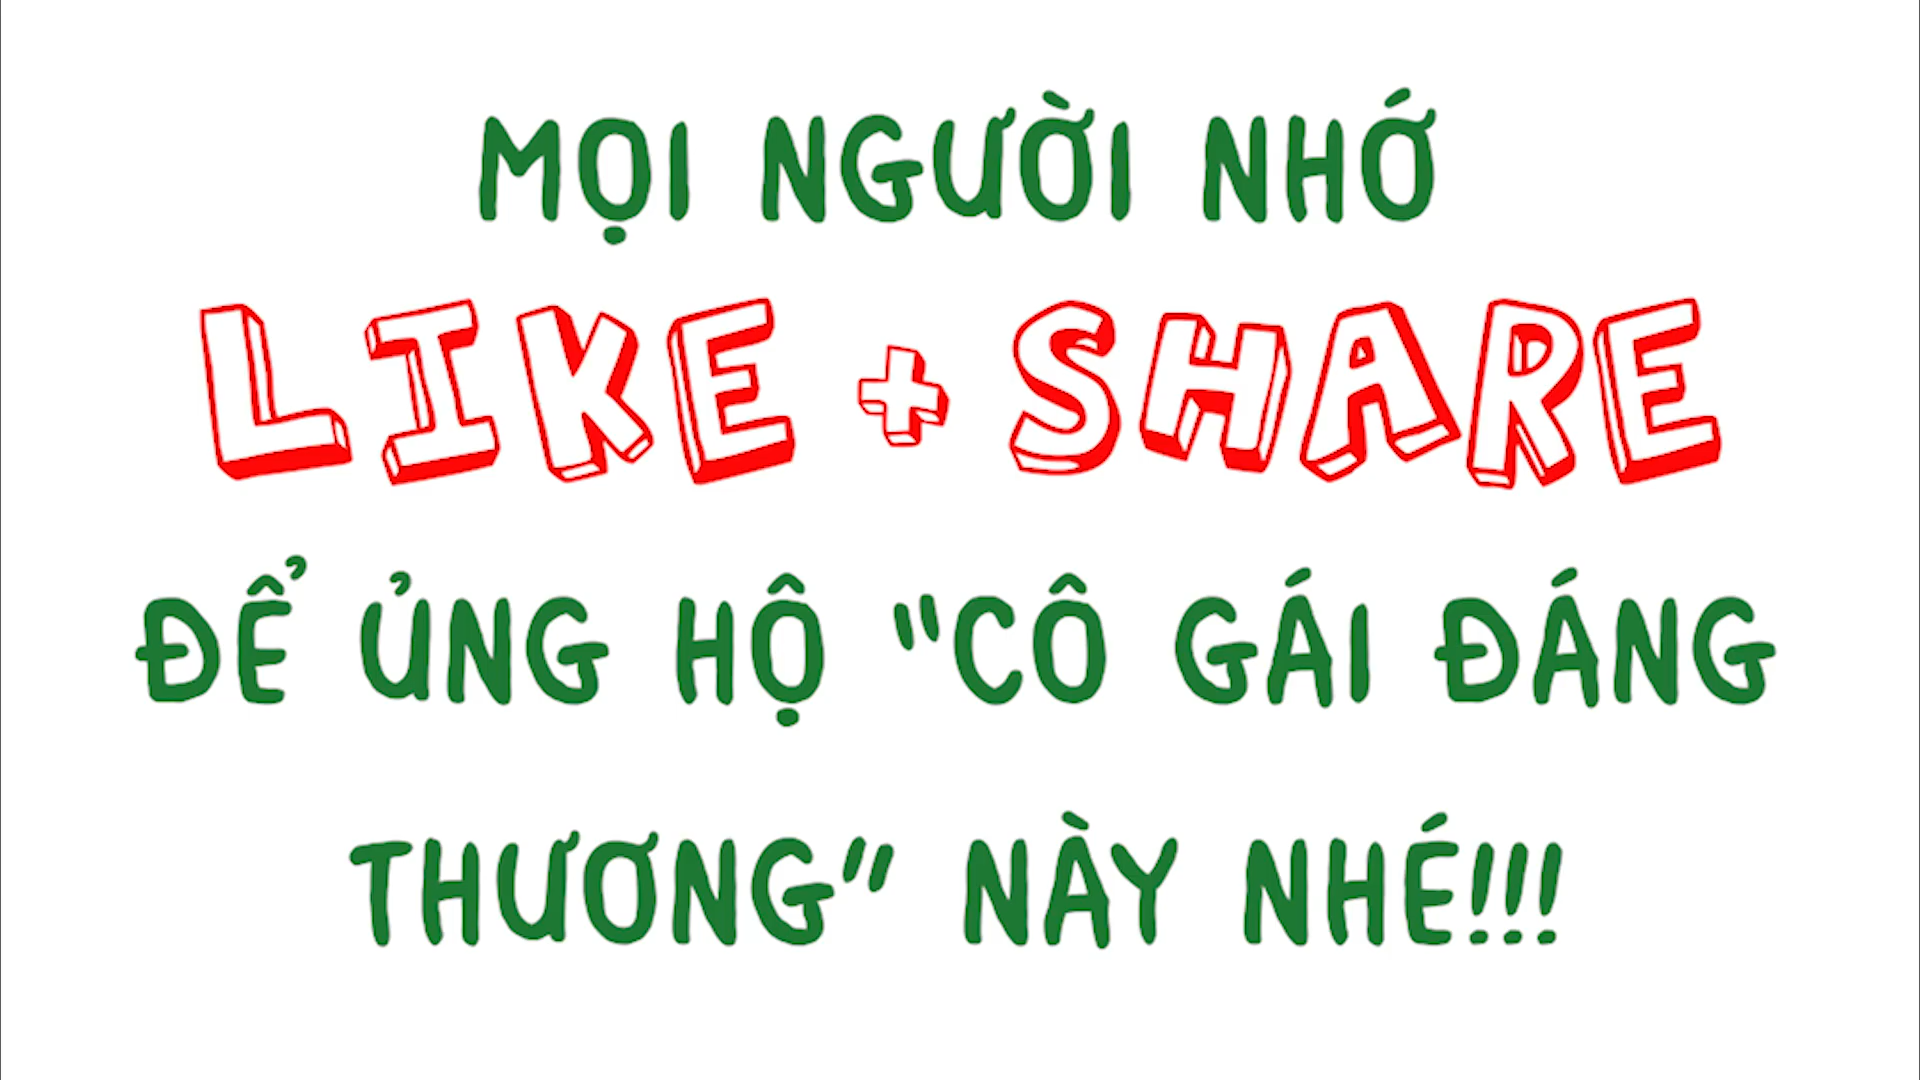 MỌI NGƯỜI NHỚ
LIKE + SHARE
ĐỂ ỦNG HỘ "CÔ GÁI ĐÁNG
THƯƠNG" NÀY NHÉ!!!